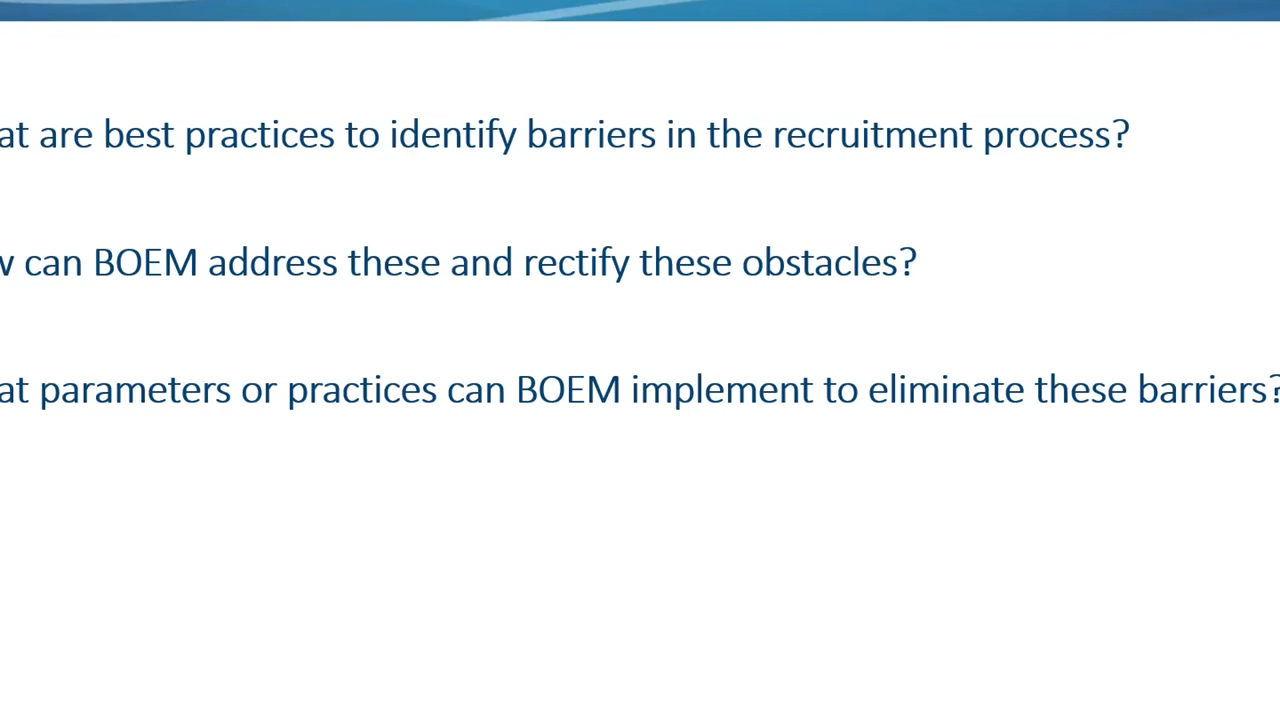 at are best practices to identify barriers in the recruitment process?
w can BOEM address these and rectify these obstacles?
at parameters or practices can BOEM implement to eliminate these barriers?